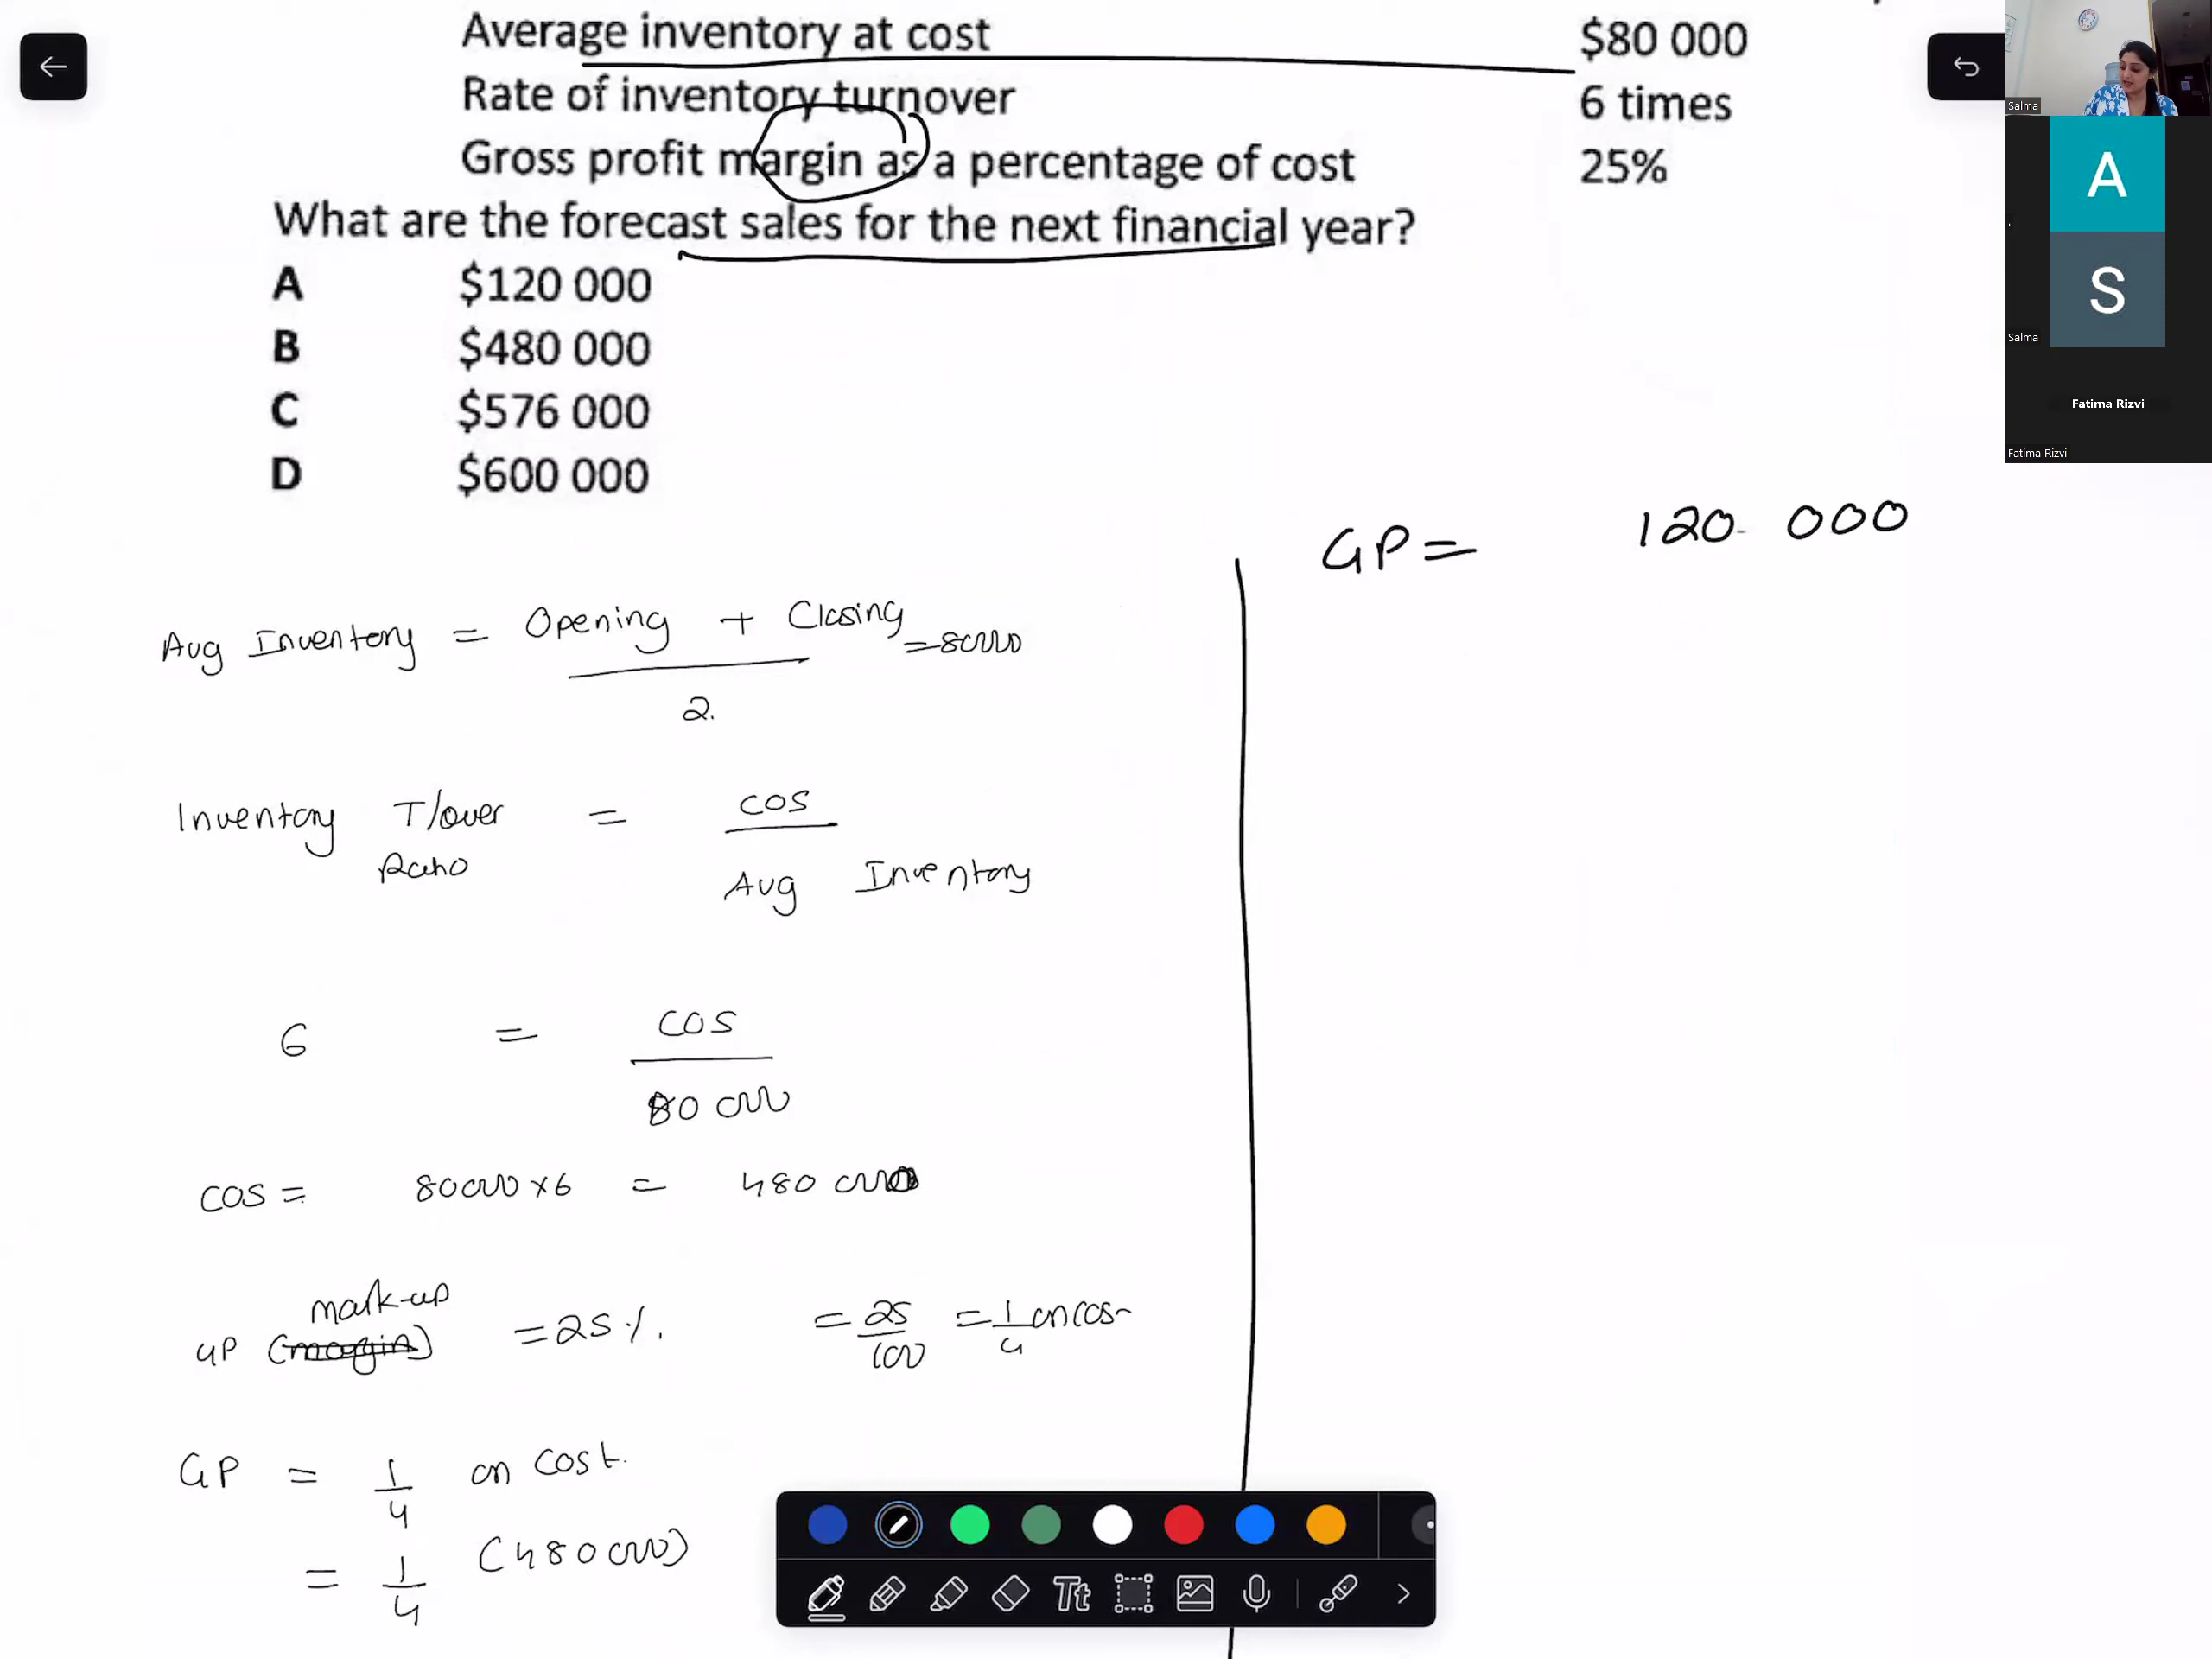 Average inventory at cost $80 000
Rate of inventory turnover 6 times
Gross profit margin as a percentage of cost 25%
What are the forecast sales for the next financial year?
A $120 000
B $480 000
C $576 000
D $600 000
GP = 120 000
Avg Inventory = Opening + Closing = 80000
2.
Inventory T/over = COS
Ratio Avg Inventory
6 = COS
80 000
COS = 80000 x 6 = 480 000
mark-up
GP (margin) = 25 %. = 25 = 1 on cos
100 4
GP = 1 on cost.
4
= 1 (480 000)
4
Salma
A
S
Salma
Fatima Rizvi
Fatima Rizvi
Tt